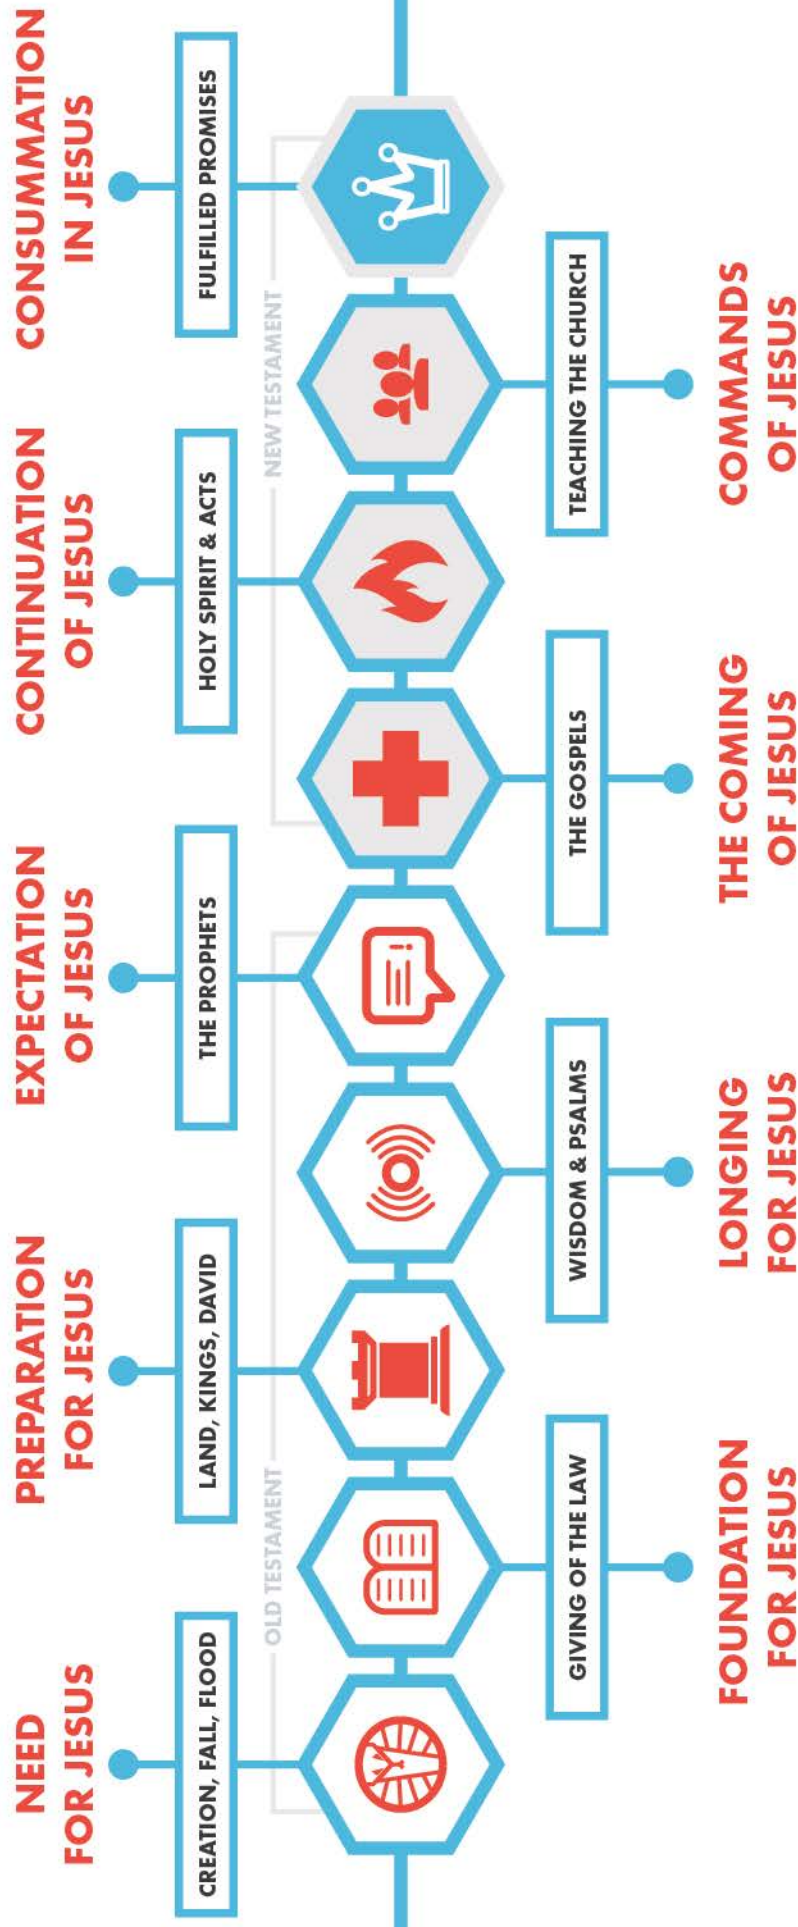 NEED
FOR JESUS
CREATION, FALL, FLOOD
PREPARATION
FOR JESUS
LAND, KINGS, DAVID
EXPECTATION
OF JESUS
THE PROPHETS
CONTINUATION
OF JESUS
HOLY SPIRIT & ACTS
CONSUMMATION
IN JESUS
FULFILLED PROMISES
OLD TESTAMENT
NEW TESTAMENT
GIVING OF THE LAW
FOUNDATION
FOR JESUS
WISDOM & PSALMS
LONGING
FOR JESUS
THE GOSPELS
THE COMING
OF JESUS
TEACHING THE CHURCH
COMMANDS
OF JESUS